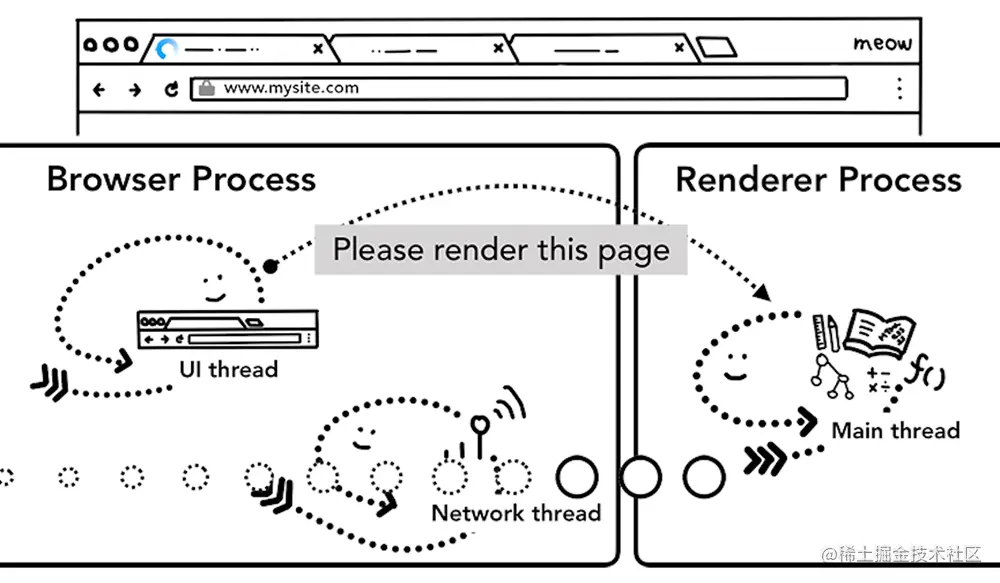 meow
www.mysite.com
Browser Process
Renderer Process
Please render this page
UI thread
f()
Main thread
Network thread
@稀土掘金技术社区